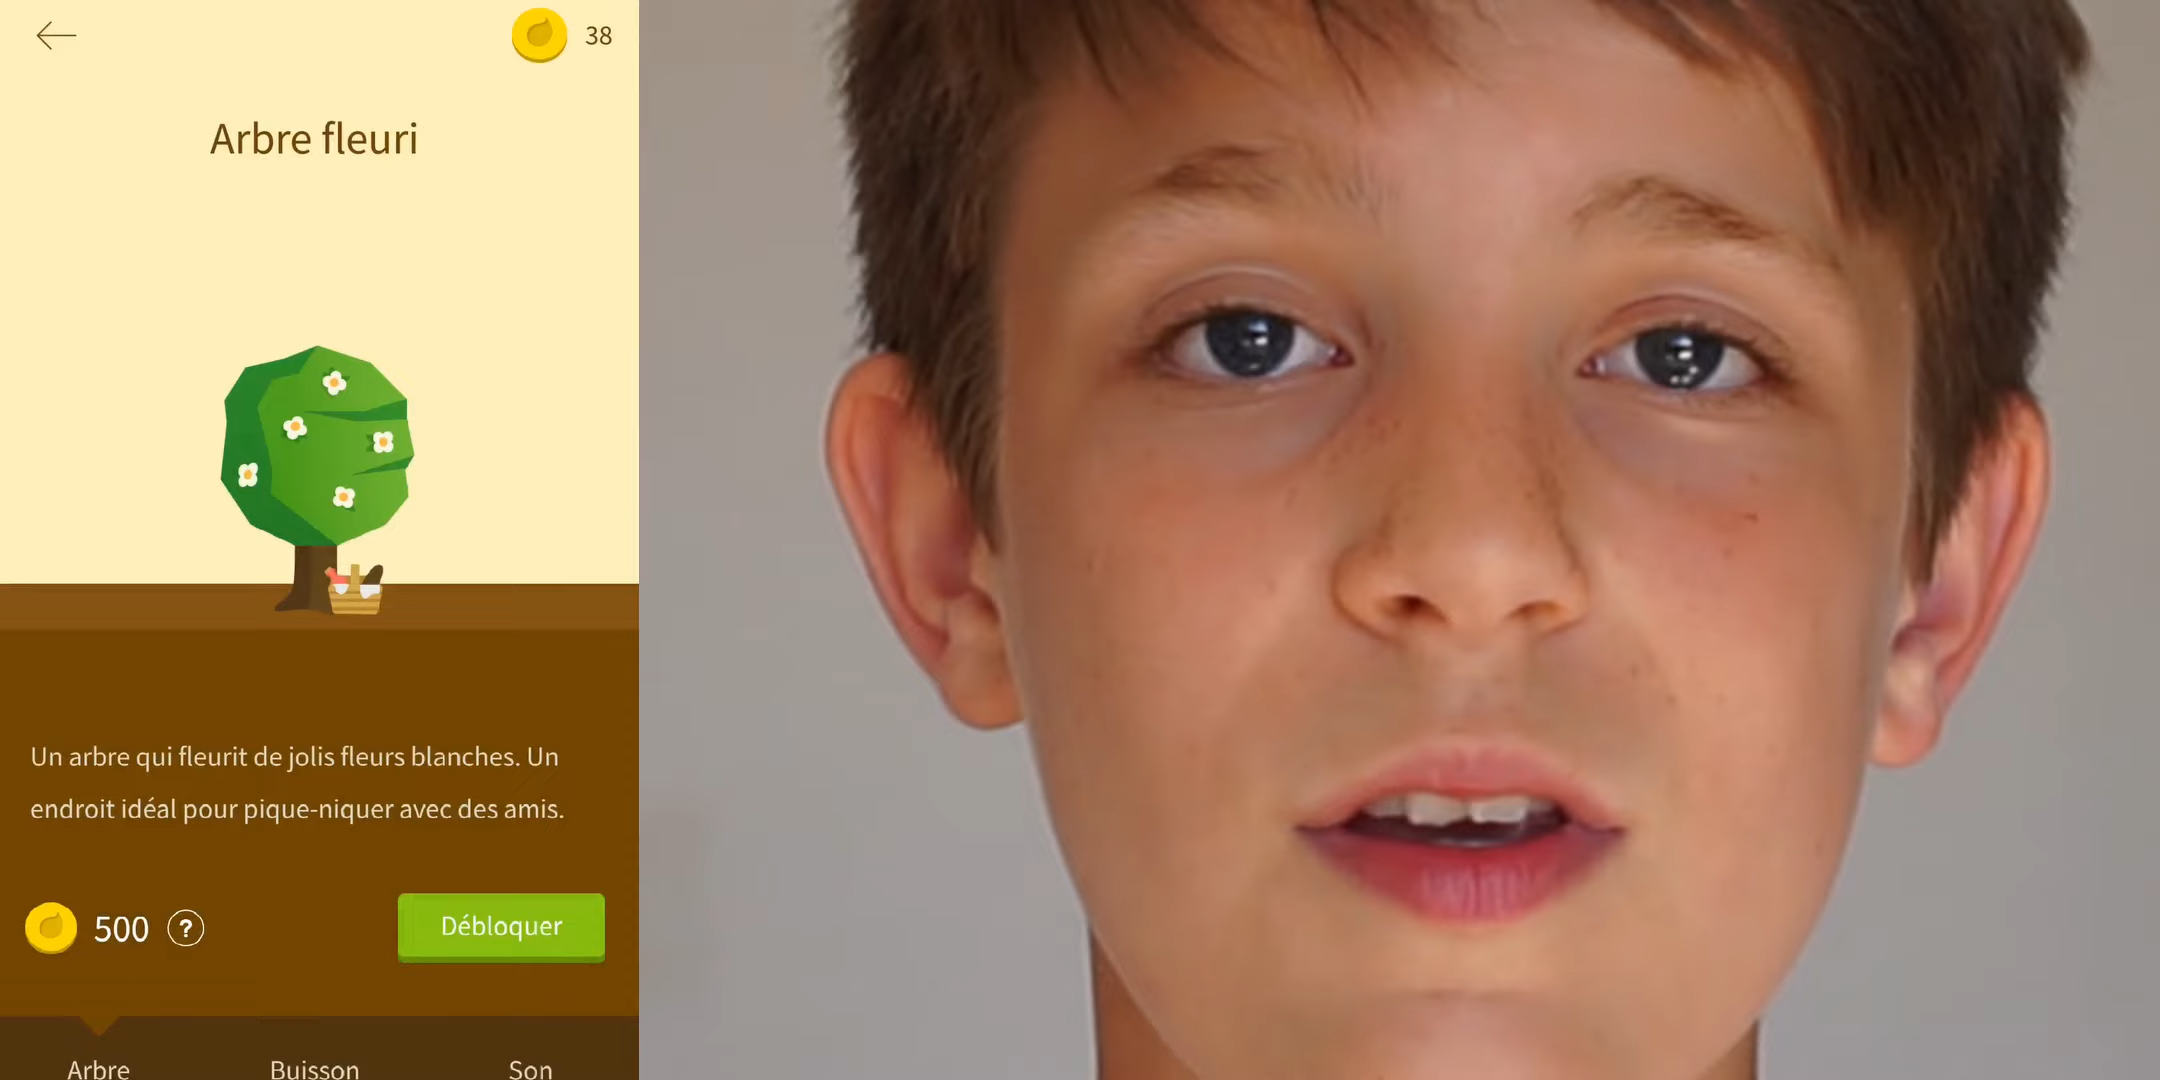 38
Arbre fleuri
Un arbre qui fleurit de jolis fleurs blanches. Un
endroit idéal pour pique-niquer avec des amis.
500 ?
Débloquer
Arbre Buisson Son